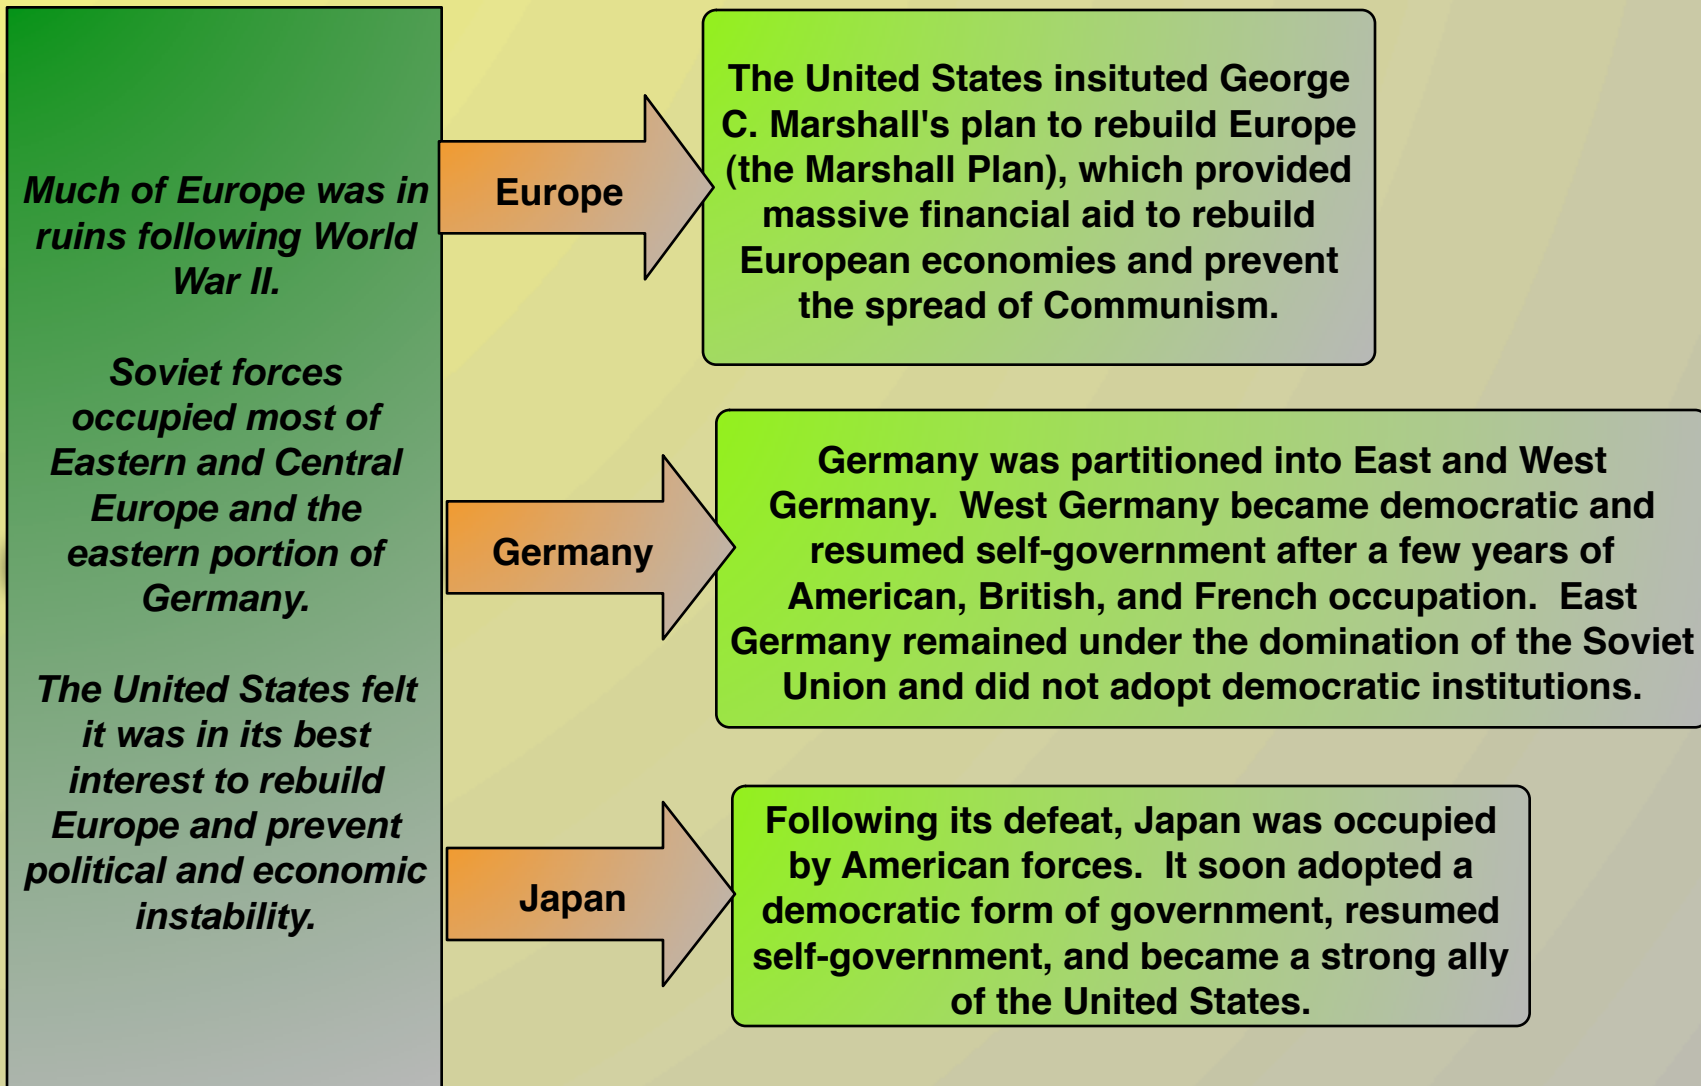 Much of Europe was in
ruins following World
War II.
Soviet forces
occupied most of
Eastern and Central
Europe and the
eastern portion of
Germany.
The United States felt
it was in its best
interest to rebuild
Europe and prevent
political and economic
instability.
Europe
The United States insituted George
C. Marshall's plan to rebuild Europe
(the Marshall Plan), which provided
massive financial aid to rebuild
European economies and prevent
the spread of Communism.
Germany
Germany was partitioned into East and West
Germany.  West Germany became democratic and
resumed self-government after a few years of
American, British, and French occupation.  East
Germany remained under the domination of the Soviet
Union and did not adopt democratic institutions.
Japan
Following its defeat, Japan was occupied
by American forces.  It soon adopted a
democratic form of government, resumed
self-government, and became a strong ally
of the United States.